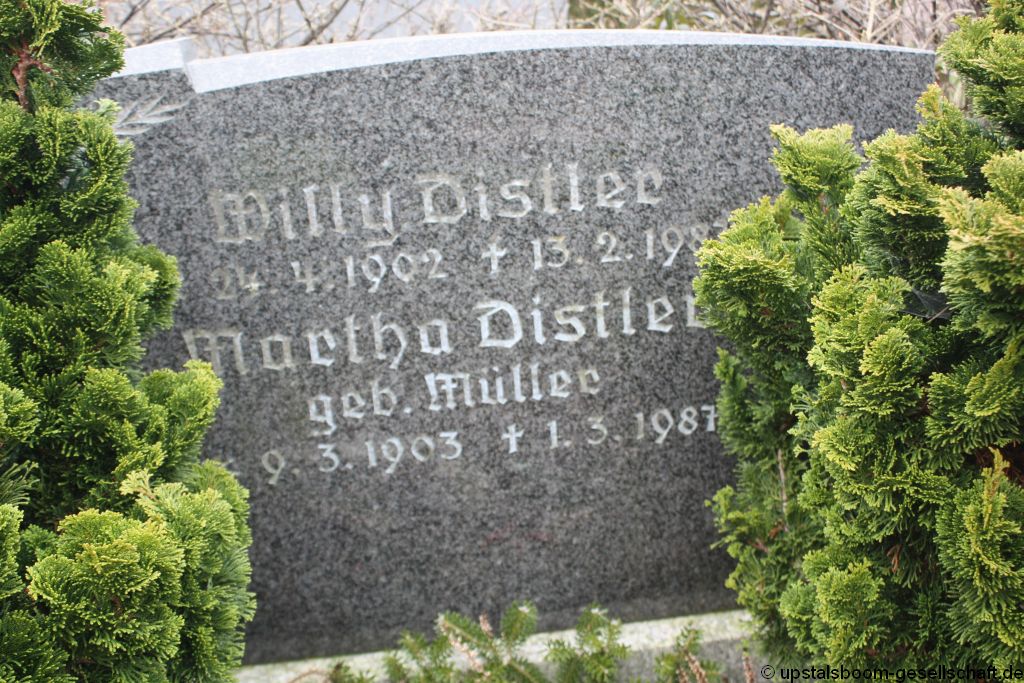 Willy Distler
24. 4. 1902 † 13. 2. 198
Martha Distler
geb. Müller
9. 3. 1903 † 1. 3. 1987
© upstalsboom-gesellschaft.de